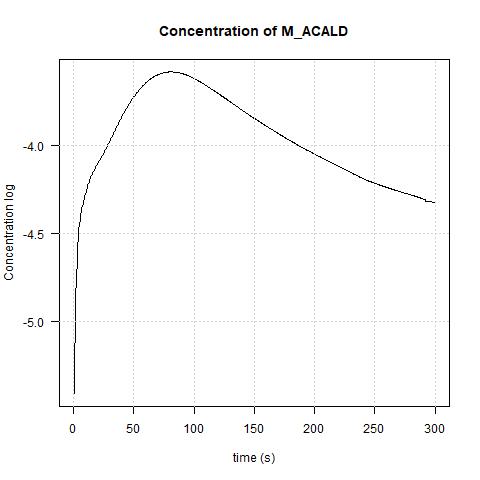 Concentration of M_ACALD
Concentration log
-4.0
-4.5
-5.0
0 50 100 150 200 250 300
time (s)